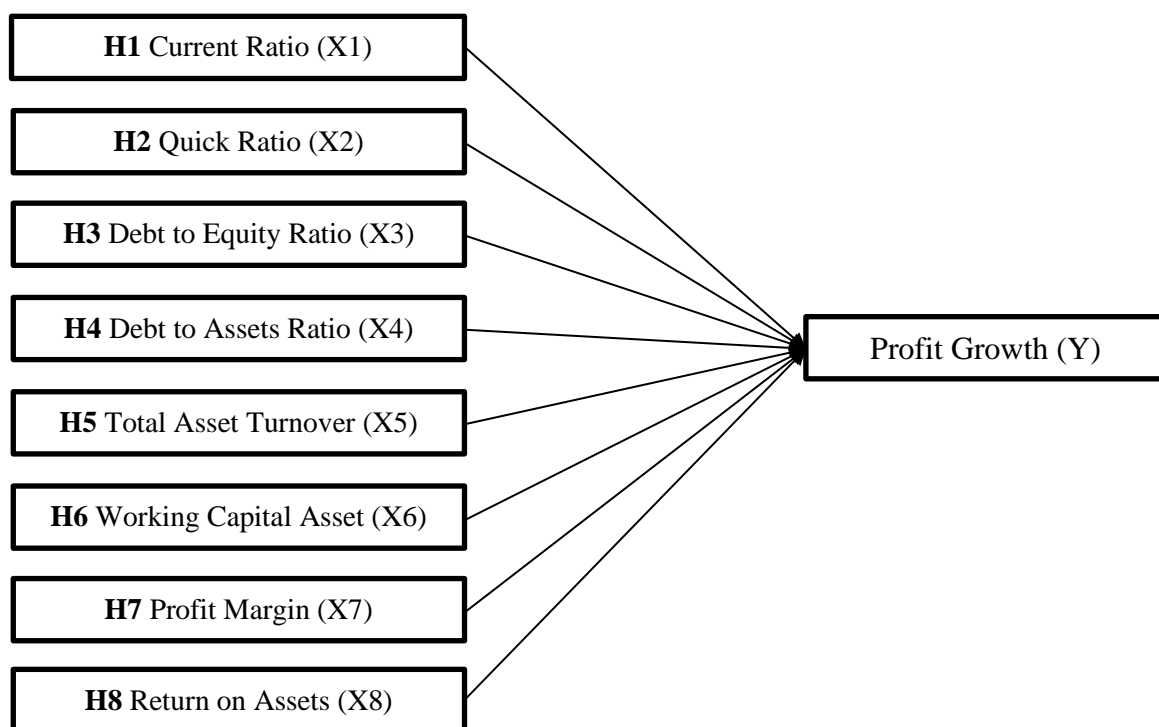 H1 Current Ratio (X1)
H2 Quick Ratio (X2)
H3 Debt to Equity Ratio (X3)
H4 Debt to Assets Ratio (X4)
Profit Growth (Y)
H5 Total Asset Turnover (X5)
H6 Working Capital Asset (X6)
H7 Profit Margin (X7)
H8 Return on Assets (X8)